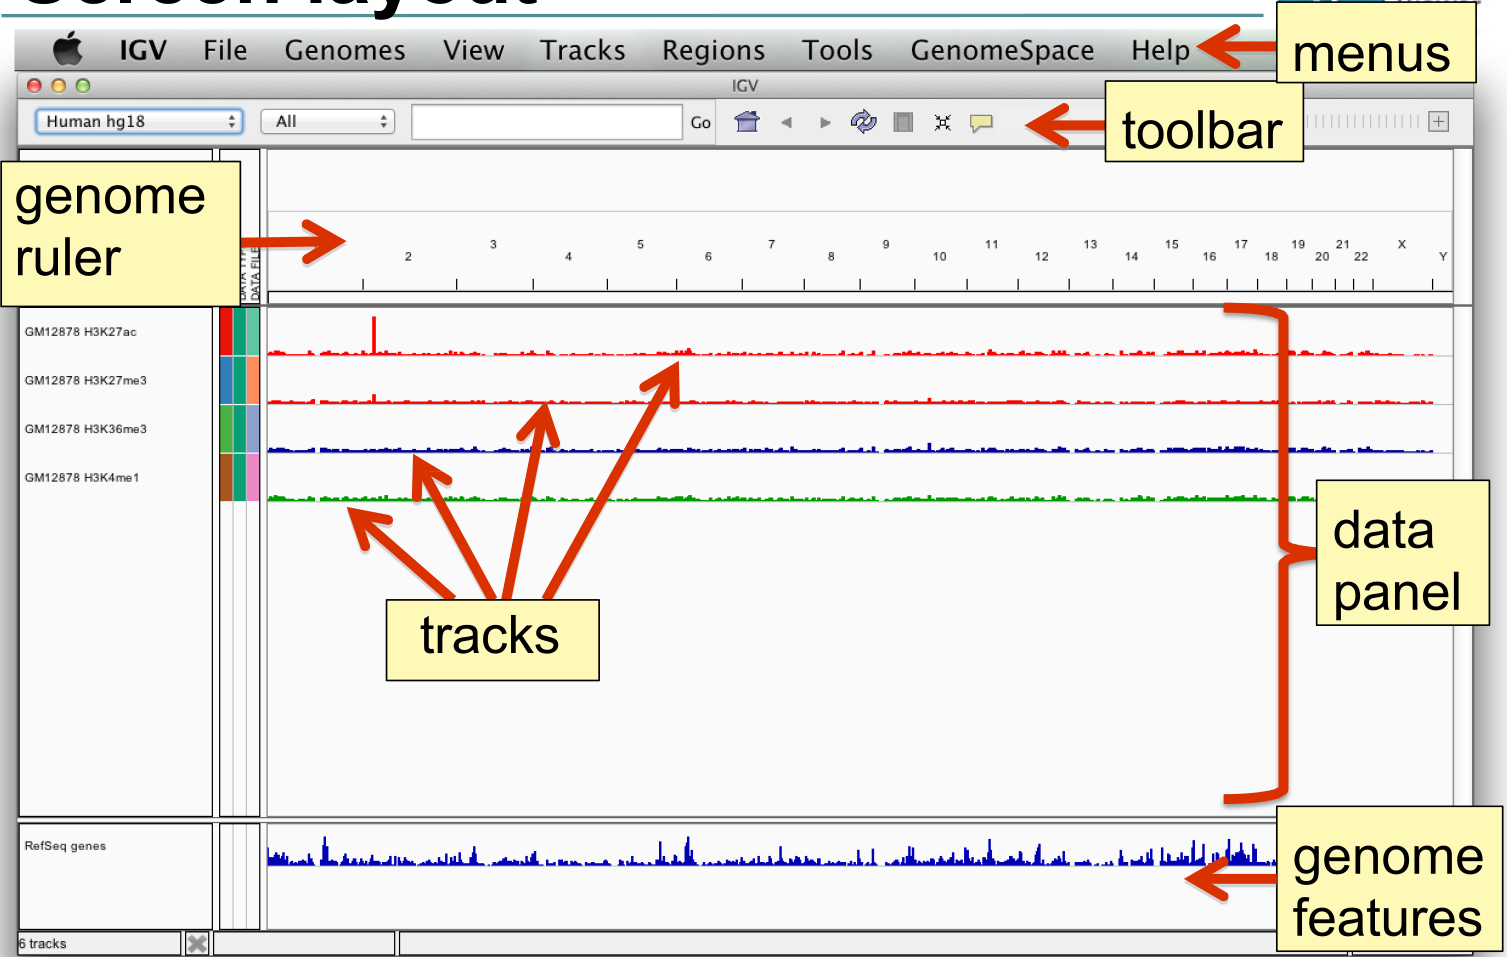 Screen layout
IGV File Genomes View Tracks Regions Tools GenomeSpace Help
menus
IGV
Human hg18 All Go
toolbar
genome
ruler
DATA FILE
2 3 4 5 6 7 8 9 10 11 12 13 14 15 16 17 18 19 20 21 22 X Y
GM12878 H3K27ac
GM12878 H3K27me3
GM12878 H3K36me3
GM12878 H3K4me1
data
panel
tracks
RefSeq genes
genome
features
6 tracks